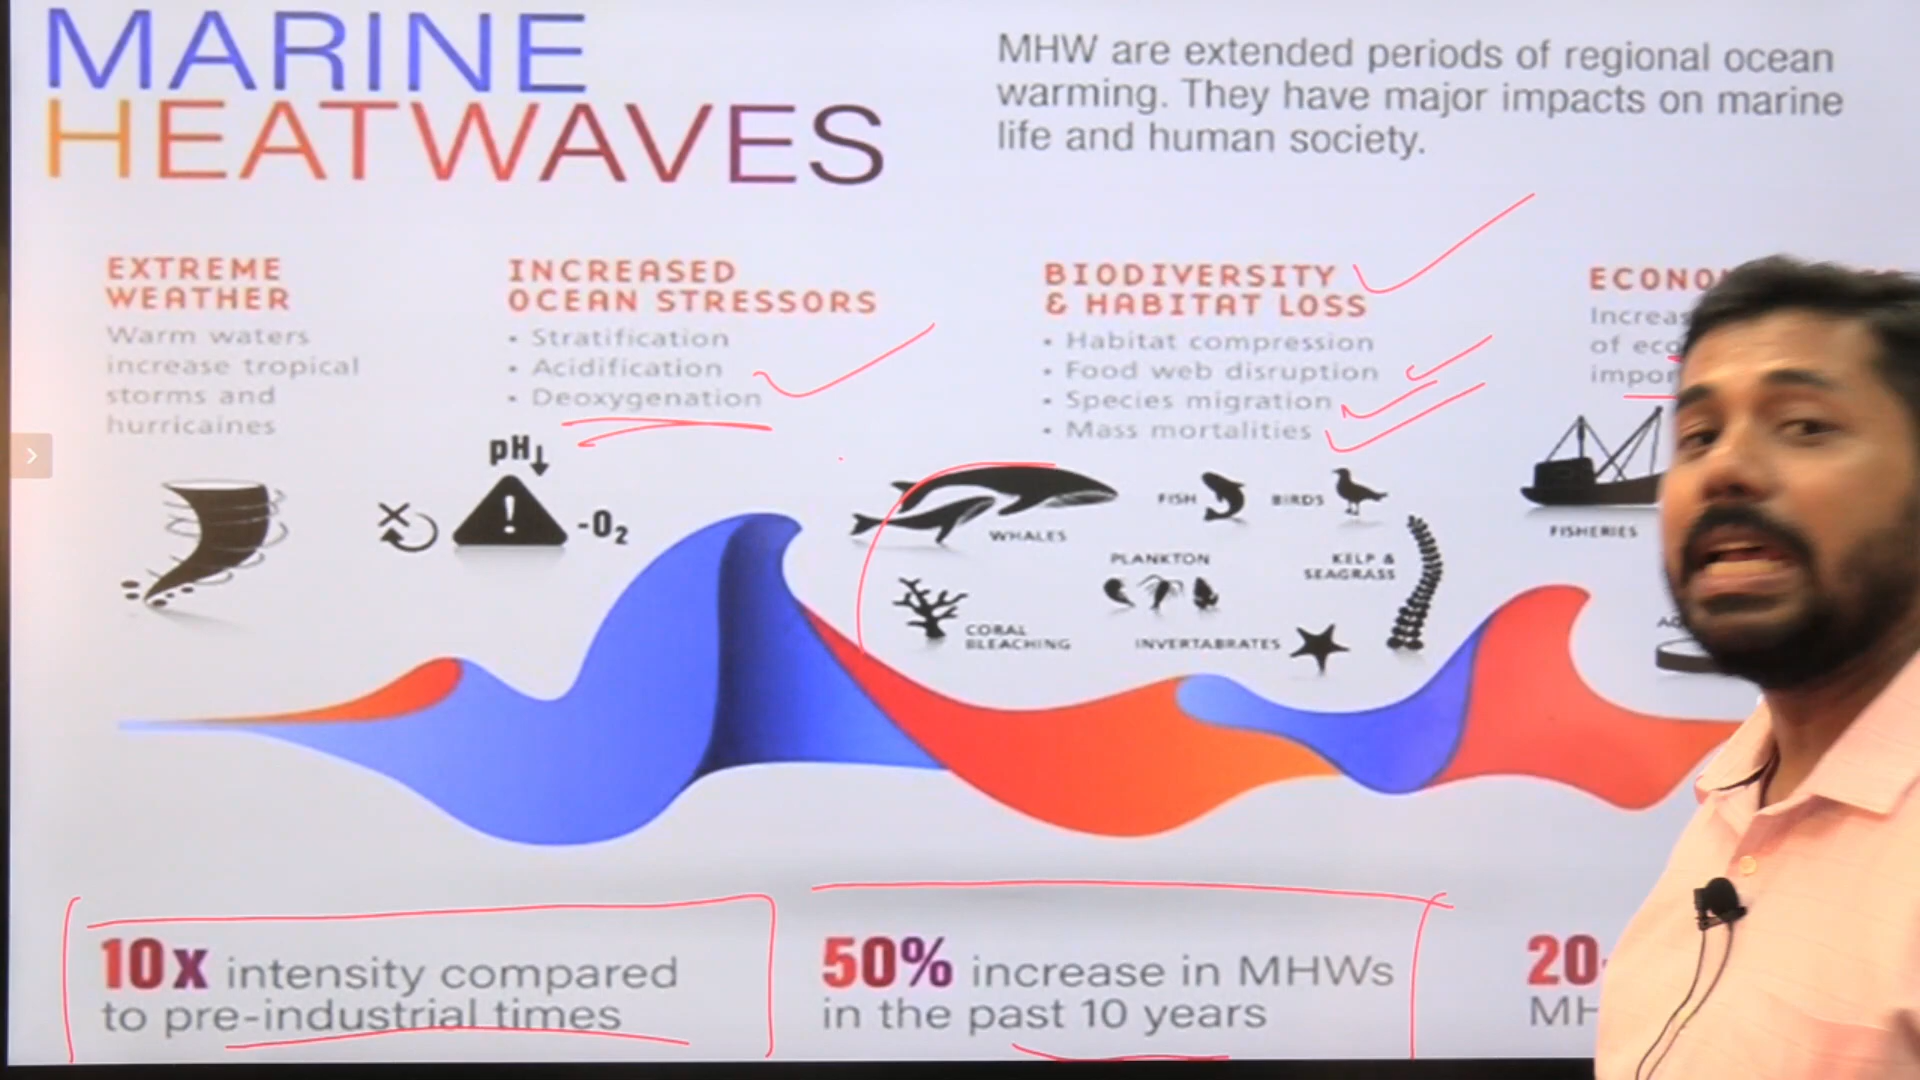 MARINE
HEATWAVES
MHW are extended periods of regional ocean
warming. They have major impacts on marine
life and human society.
EXTREME
WEATHER
Warm waters
increase tropical
storms and
hurricaines
INCREASED
OCEAN STRESSORS
• Stratification
• Acidification
• Deoxygenation
pH↓
!
-O₂
BIODIVERSITY
& HABITAT LOSS
• Habitat compression
• Food web disruption
• Species migration
• Mass mortalities
WHALES
FISH
BIRDS
PLANKTON
KELP &
SEAGRASS
CORAL
BLEACHING
INVERTABRATES
of
FISHERIES
10x intensity compared
to pre-industrial times
50% increase in MHWs
in the past 10 years
20